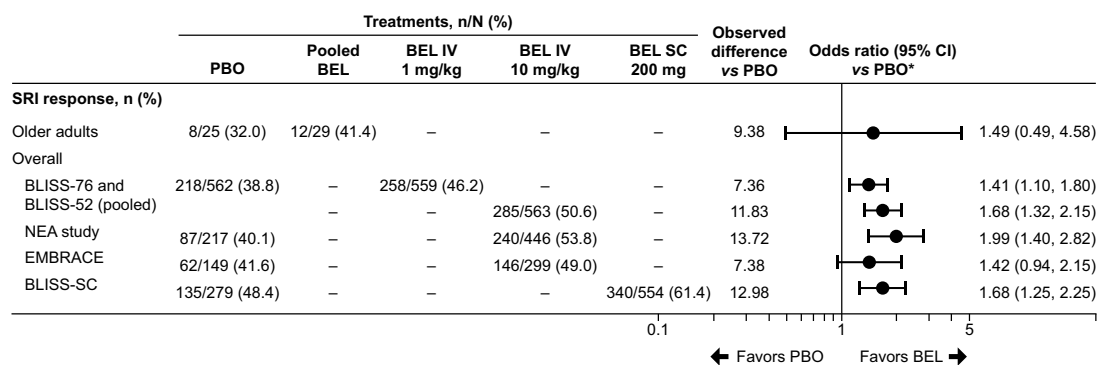 Treatments, n/N (%)
PBO Pooled BEL BEL IV 1 mg/kg BEL IV 10 mg/kg BEL SC 200 mg Observed difference vs PBO Odds ratio (95% CI) vs PBO*
SRI response, n (%)
Older adults 8/25 (32.0) 12/29 (41.4) – – – 9.38 1.49 (0.49, 4.58)
Overall
BLISS-76 and 218/562 (38.8) – 258/559 (46.2) – – 7.36 1.41 (1.10, 1.80)
BLISS-52 (pooled) – – 285/563 (50.6) – 11.83 1.68 (1.32, 2.15)
NEA study 87/217 (40.1) – – 240/446 (53.8) – 13.72 1.99 (1.40, 2.82)
EMBRACE 62/149 (41.6) – – 146/299 (49.0) – 7.38 1.42 (0.94, 2.15)
BLISS-SC 135/279 (48.4) – – – 340/554 (61.4) 12.98 1.68 (1.25, 2.25)
0.1 1 5
Favors PBO Favors BEL